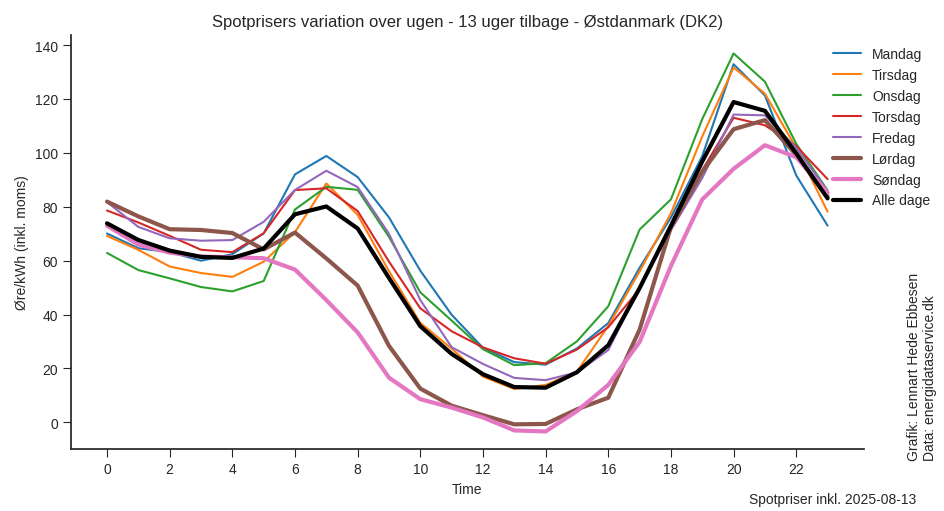 Spotprisers variation over ugen - 13 uger tilbage - Østdanmark (DK2)
Øre/kWh (inkl. moms)
140
120
100
80
60
40
20
0
0 2 4 6 8 10 12 14 16 18 20 22
Time
Mandag
Tirsdag
Onsdag
Torsdag
Fredag
Lørdag
Søndag
Alle dage
Grafik: Lennart Hede Ebbesen
Data: energidataservice.dk
Spotpriser inkl. 2025-08-13